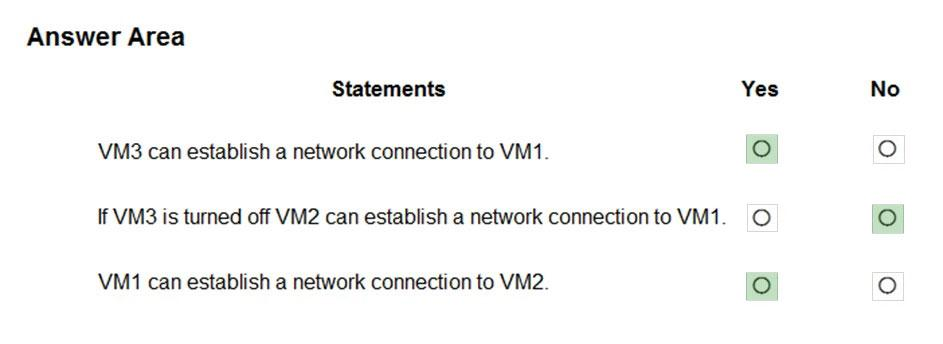 Answer Area
Statements Yes No
VM3 can establish a network connection to VM1.
If VM3 is turned off VM2 can establish a network connection to VM1.
VM1 can establish a network connection to VM2.